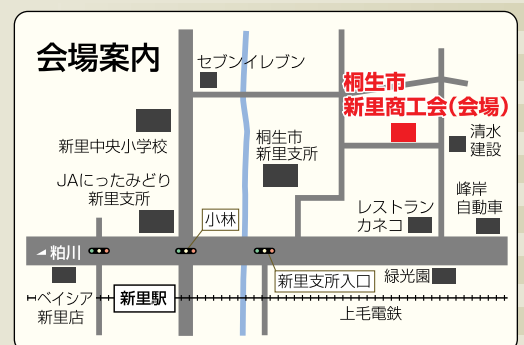 会場案内
セブンイレブン
桐生市
新里商工会(会場)
清水
建設
新里中央小学校
桐生市
新里支所
JAにったみどり
新里支所
小林
レストラン
カネコ
峰岸
自動車
粕川
新里支所入口
緑光園
ベイシア
新里店
新里駅
上毛電鉄